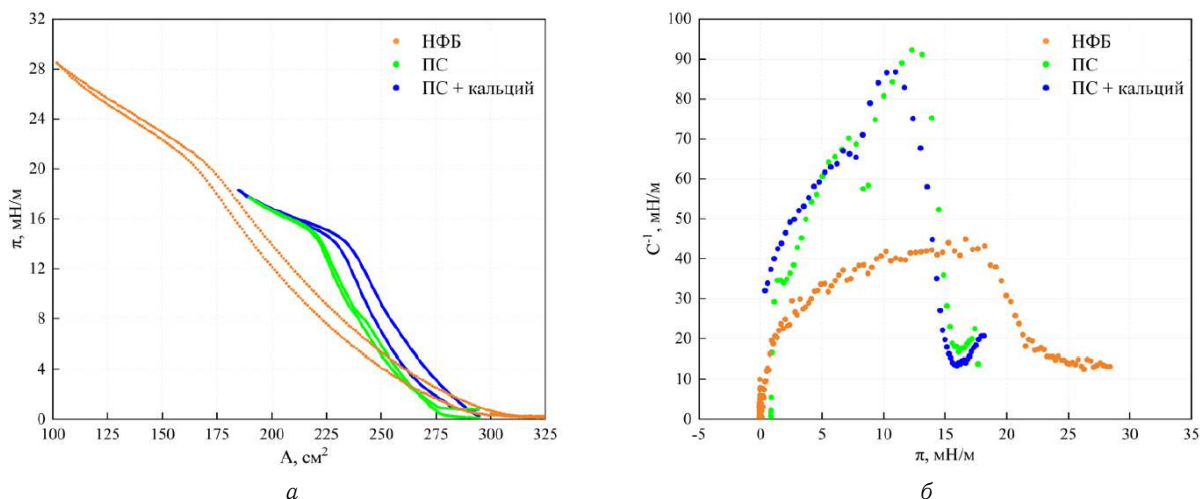 32
28
24
20
16
12
8
4
0
π, мН/м
НФБ
ПС
ПС + кальций
100 125 150 175 200 225 250 275 300 325
А, см²
а
100
90
80
70
60
50
40
30
20
10
0
C⁻¹, мН/м
НФБ
ПС
ПС + кальций
-5 0 5 10 15 20 25 30 35
π, мН/м
б